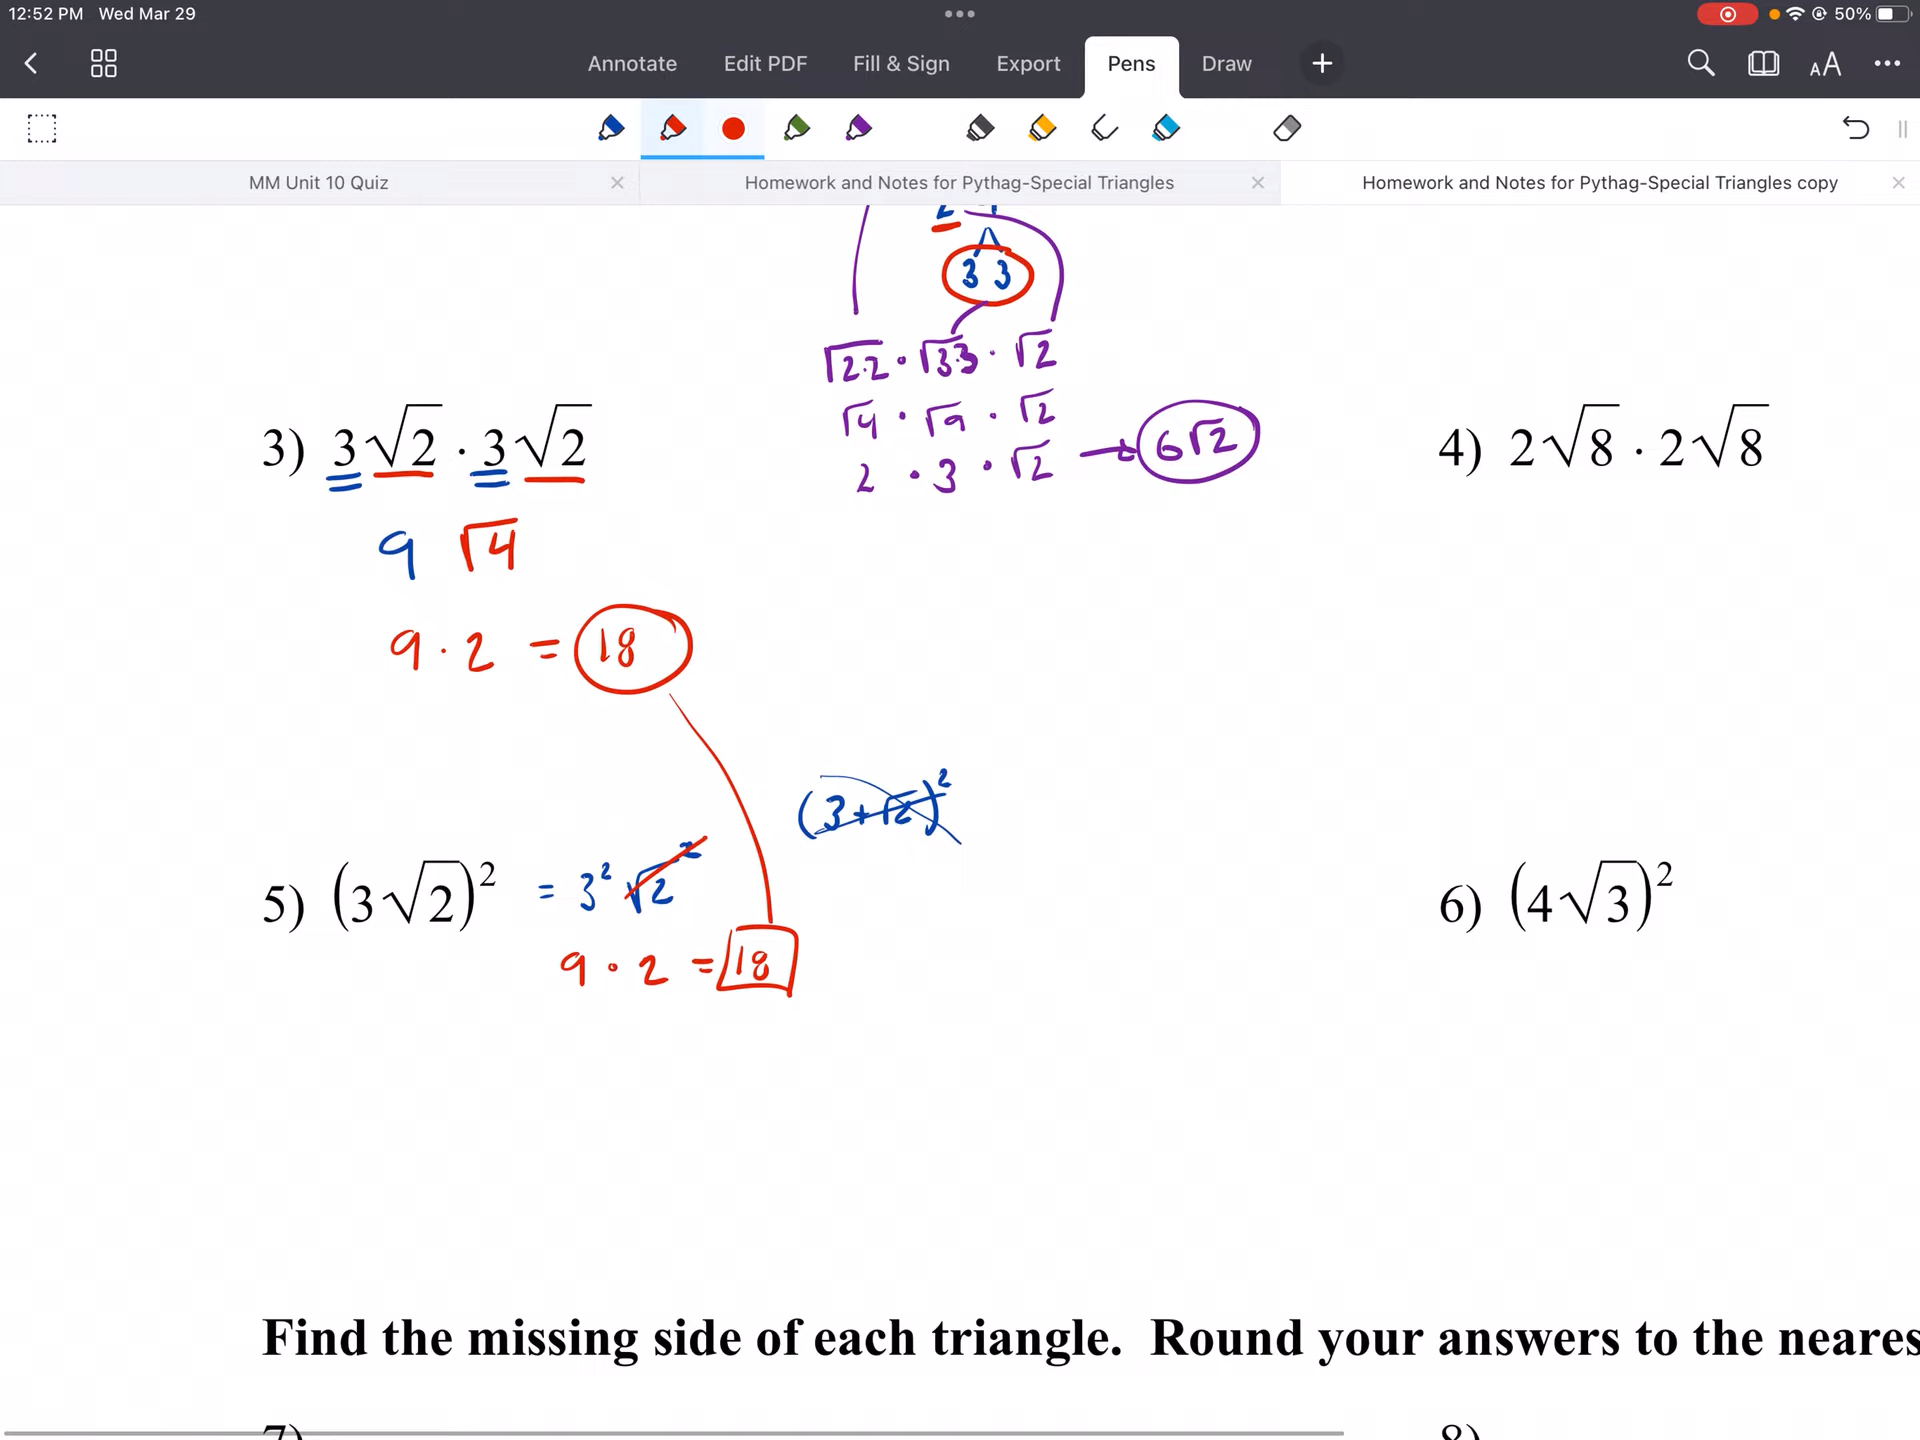 12:52 PM Wed Mar 29
50%
Annotate Edit PDF Fill & Sign Export Pens Draw +
AA
MM Unit 10 Quiz × Homework and Notes for Pythag-Special Triangles × Homework and Notes for Pythag-Special Triangles copy ×
3 3
√2·2 · √3·3 · √2
√4 · √9 · √2
2 · 3 · √2 → 6√2
3) 3√2 · 3√2
9 √4
9 · 2 = 18
4) 2√8 · 2√8
(3+√2)²
5) (3√2)² = 3² √2²
9 · 2 = 18
6) (4√3)²
Find the missing side of each triangle. Round your answers to the neares
7)
8)